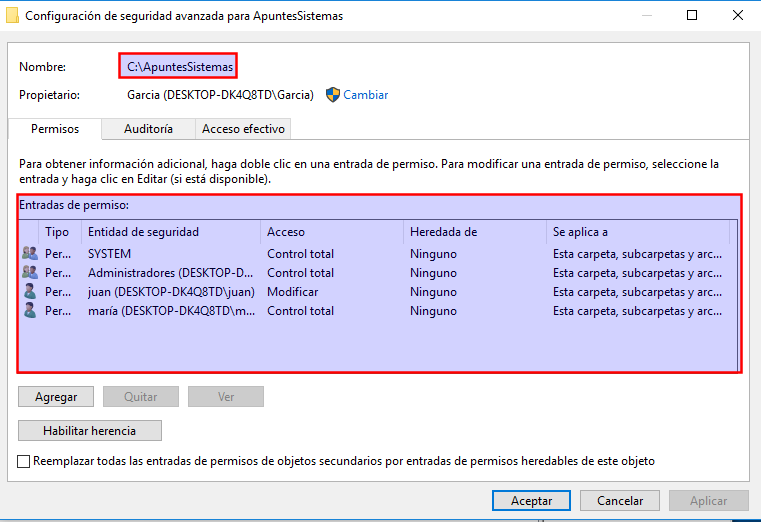 Configuración de seguridad avanzada para ApuntesSistemas
Nombre: C:\ApuntesSistemas
Propietario: Garcia (DESKTOP-DK4Q8TD\Garcia) Cambiar
Permisos Auditoría Acceso efectivo
Para obtener información adicional, haga doble clic en una entrada de permiso. Para modificar una entrada de permiso, seleccione la
entrada y haga clic en Editar (si está disponible).
Entradas de permiso:
Tipo Entidad de seguridad Acceso Heredada de Se aplica a
Per... SYSTEM Control total Ninguno Esta carpeta, subcarpetas y arc...
Per... Administradores (DESKTOP-D... Control total Ninguno Esta carpeta, subcarpetas y arc...
Per... juan (DESKTOP-DK4Q8TD\juan) Modificar Ninguno Esta carpeta, subcarpetas y arc...
Per... maría (DESKTOP-DK4Q8TD\m... Control total Ninguno Esta carpeta, subcarpetas y arc...
Agregar Quitar Ver
Habilitar herencia
Reemplazar todas las entradas de permisos de objetos secundarios por entradas de permisos heredables de este objeto
Aceptar Cancelar Aplicar